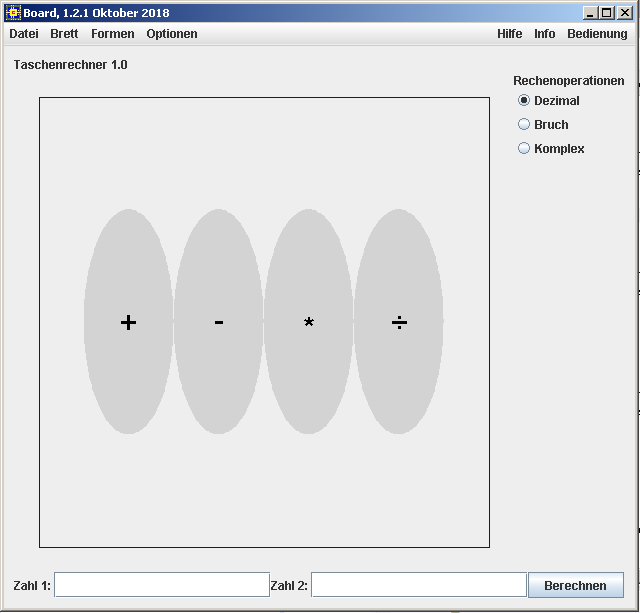 Board, 1.2.1 Oktober 2018
Datei Brett Formen Optionen Hilfe Info Bedienung
Taschenrechner 1.0
Rechenoperationen
Dezimal
Bruch
Komplex
+ - * ÷
Zahl 1: Zahl 2: Berechnen